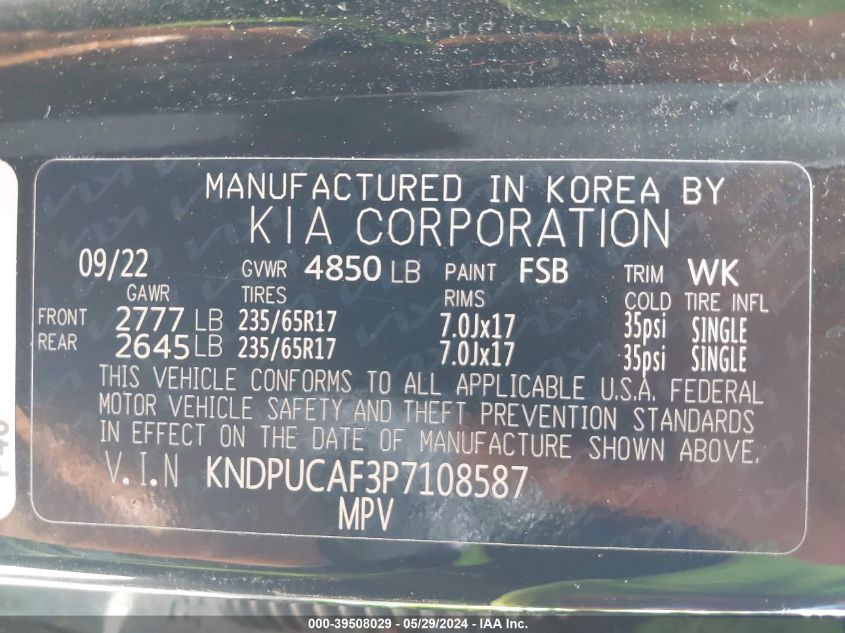 MANUFACTURED IN KOREA BY
KIA CORPORATION
09/22 GVWR 4850 LB PAINT FSB TRIM WK
GAWR TIRES RIMS COLD TIRE INFL
FRONT 2777 LB 235/65R17 7.0Jx17 35psi SINGLE
REAR 2645 LB 235/65R17 7.0Jx17 35psi SINGLE
THIS VEHICLE CONFORMS TO ALL APPLICABLE U.S.A. FEDERAL
MOTOR VEHICLE SAFETY AND THEFT PREVENTION STANDARDS
IN EFFECT ON THE DATE OF MANUFACTURE SHOWN ABOVE.
V.I.N KNDPUCAF3P7108587
MPV
000-39508029 - 05/29/2024 - IAA Inc.